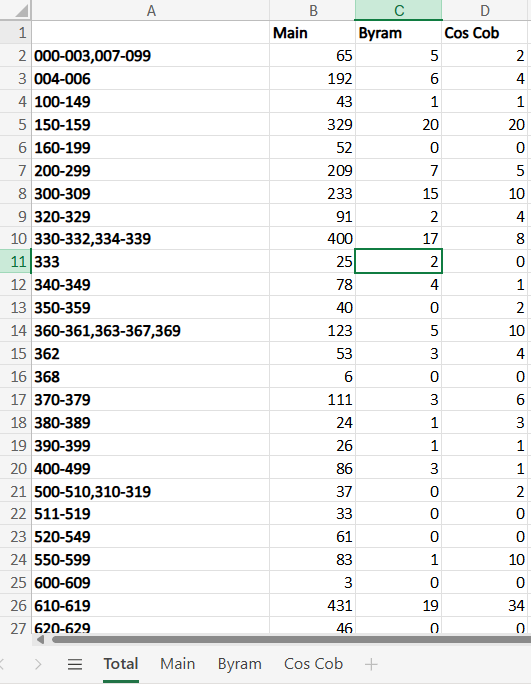 A B C D
1 Main Byram Cos Cob
2 000-003,007-099 65 5 2
3 004-006 192 6 4
4 100-149 43 1 1
5 150-159 329 20 20
6 160-199 52 0 0
7 200-299 209 7 5
8 300-309 233 15 10
9 320-329 91 2 4
10 330-332,334-339 400 17 8
11 333 25 2 0
12 340-349 78 4 1
13 350-359 40 0 2
14 360-361,363-367,369 123 5 10
15 362 53 3 4
16 368 6 0 0
17 370-379 111 3 6
18 380-389 24 1 3
19 390-399 26 1 1
20 400-499 86 3 1
21 500-510,310-319 37 0 2
22 511-519 33 0 0
23 520-549 61 0 0
24 550-599 83 1 10
25 600-609 3 0 0
26 610-619 431 19 34
27 620-629 46 0 0
Total Main Byram Cos Cob